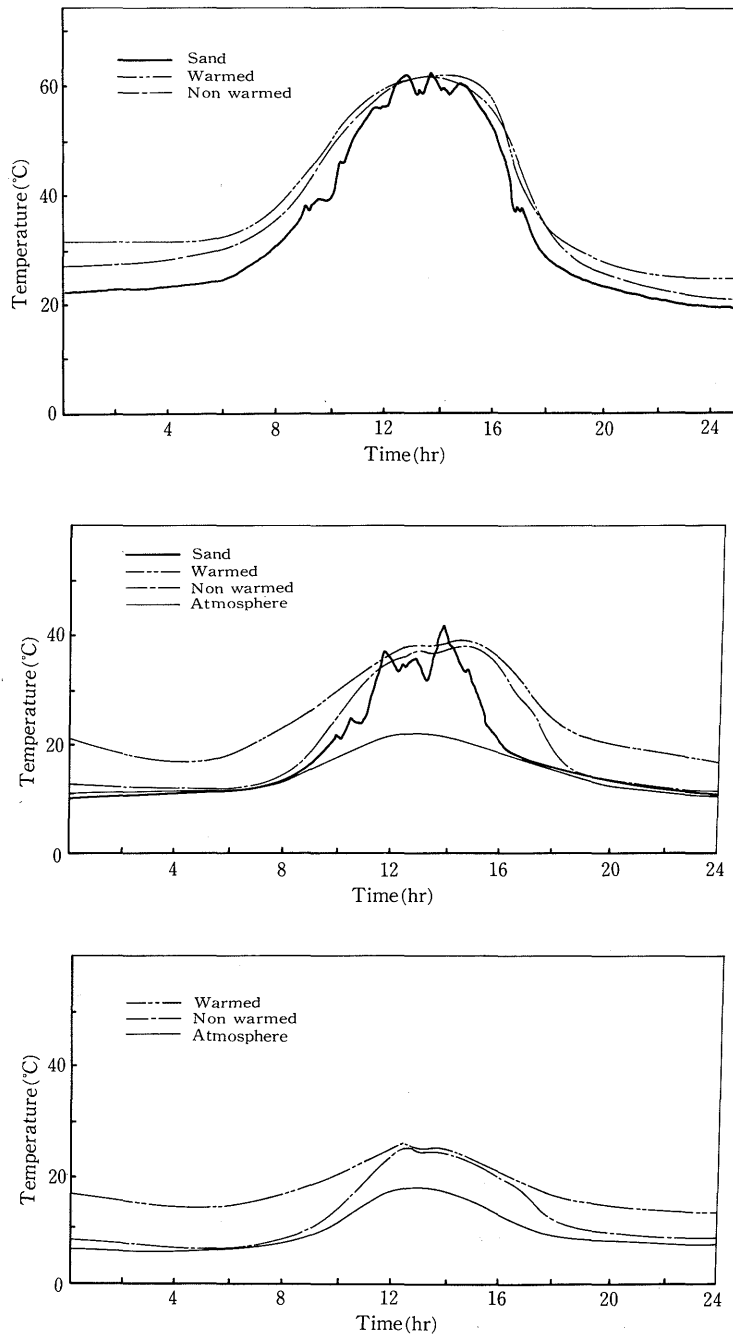 Sand
Warmed
Non warmed
60
40
20
0
Temperature(℃)
4
8
12
16
20
24
Time(hr)
Sand
Warmed
Non warmed
Atmosphere
40
20
0
Temperature(℃)
4
8
12
16
20
24
Time(hr)
Warmed
Non warmed
Atmosphere
40
20
0
Temperature(℃)
4
8
12
16
20
24
Time(hr)